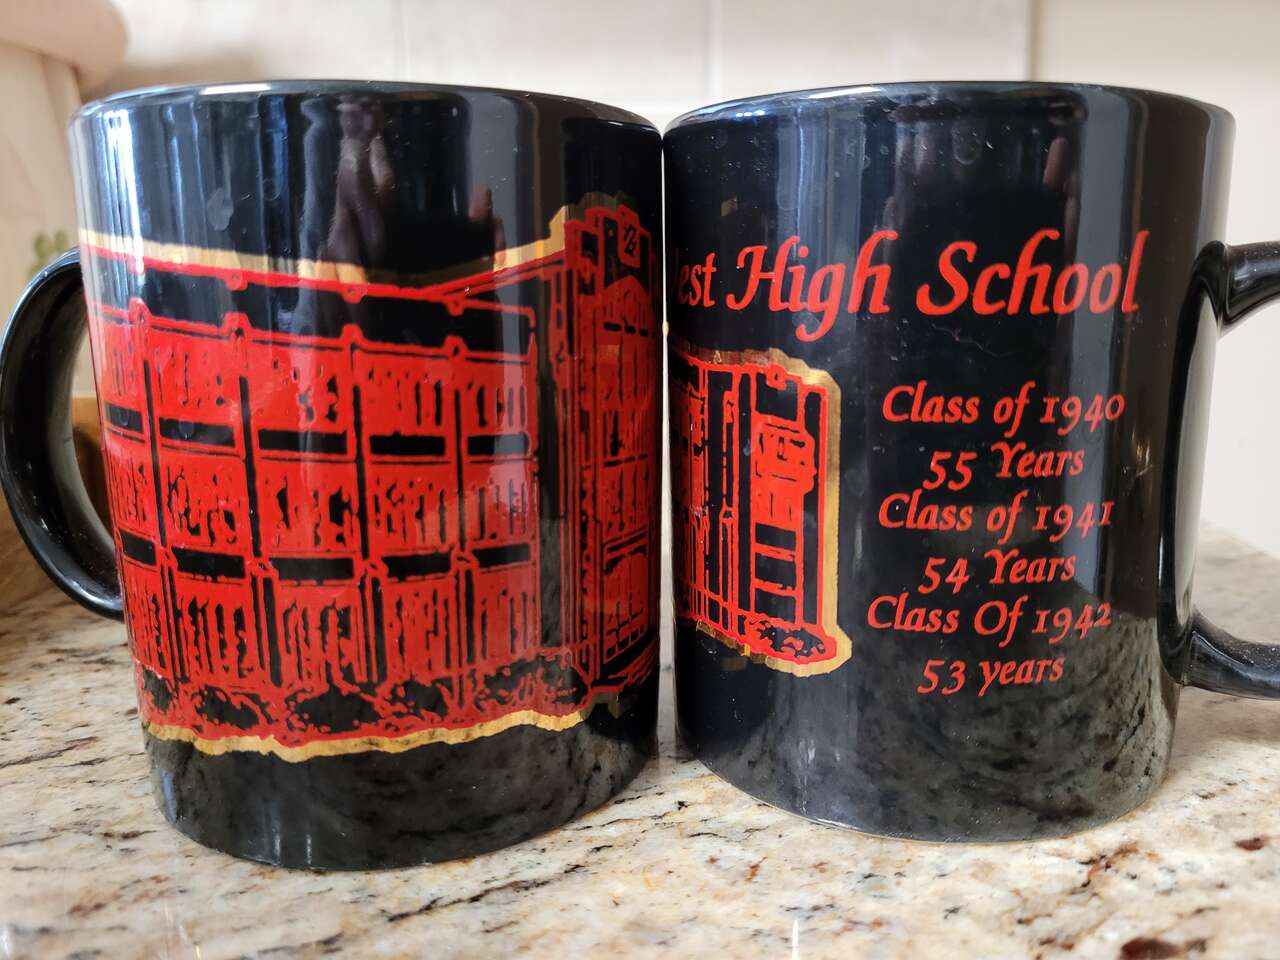 est High School
Class of 1940
55 Years
Class of 1941
54 Years
Class Of 1942
53 years